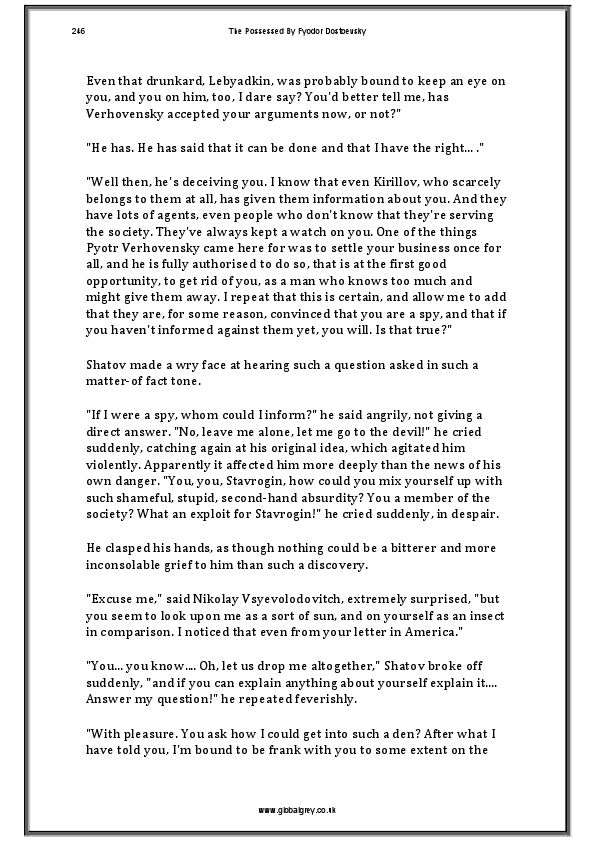 246
The Possessed By Fyodor Dostoevsky
Even that drunkard, Lebyadkin, was probably bound to keep an eye on
you, and you on him, too, I dare say? You'd better tell me, has
Verhovensky accepted your arguments now, or not?"
"He has. He has said that it can be done and that I have the right... ."
"Well then, he's deceiving you. I know that even Kirillov, who scarcely
belongs to them at all, has given them information about you. And they
have lots of agents, even people who don't know that they're serving
the society. They've always kept a watch on you. One of the things
Pyotr Verhovensky came here for was to settle your business once for
all, and he is fully authorised to do so, that is at the first good
opportunity, to get rid of you, as a man who knows too much and
might give them away. I repeat that this is certain, and allow me to add
that they are, for some reason, convinced that you are a spy, and that if
you haven't informed against them yet, you will. Is that true?"
Shatov made a wry face at hearing such a question asked in such a
matter-of fact tone.
"If I were a spy, whom could I inform?" he said angrily, not giving a
direct answer. "No, leave me alone, let me go to the devil!" he cried
suddenly, catching again at his original idea, which agitated him
violently. Apparently it affected him more deeply than the news of his
own danger. "You, you, Stavrogin, how could you mix yourself up with
such shameful, stupid, second-hand absurdity? You a member of the
society? What an exploit for Stavrogin!" he cried suddenly, in despair.
He clasped his hands, as though nothing could be a bitterer and more
inconsolable grief to him than such a discovery.
"Excuse me," said Nikolay Vsyevolodovitch, extremely surprised, "but
you seem to look upon me as a sort of sun, and on yourself as an insect
in comparison. I noticed that even from your letter in America."
"You... you know.... Oh, let us drop me altogether," Shatov broke off
suddenly, "and if you can explain anything about yourself explain it....
Answer my question!" he repeated feverishly.
"With pleasure. You ask how I could get into such a den? After what I
have told you, I'm bound to be frank with you to some extent on the
www.globalgrey.co.uk